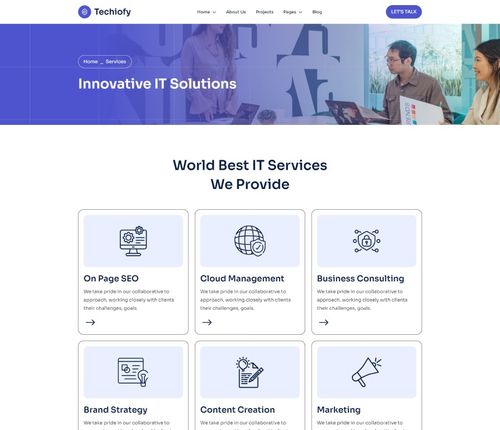 Techiofy
Home
About Us
Projects
Pages
Blog
LET'S TALK
Home _ Services
Innovative IT Solutions
World Best IT Services
We Provide
On Page SEO
We take pride in our collaborative to
approach, working closely with clients
their challenges, goals
Cloud Management
We take pride in our collaborative to
approach, working closely with clients
their challenges, goals.
Business Consulting
We take pride in our collaborative to
approach, working closely with clients
their challenges, goals.
Brand Strategy
We take pride in our collaborative to
Content Creation
We take pride in our collaborative to
Marketing
We take pride in our collaborative to